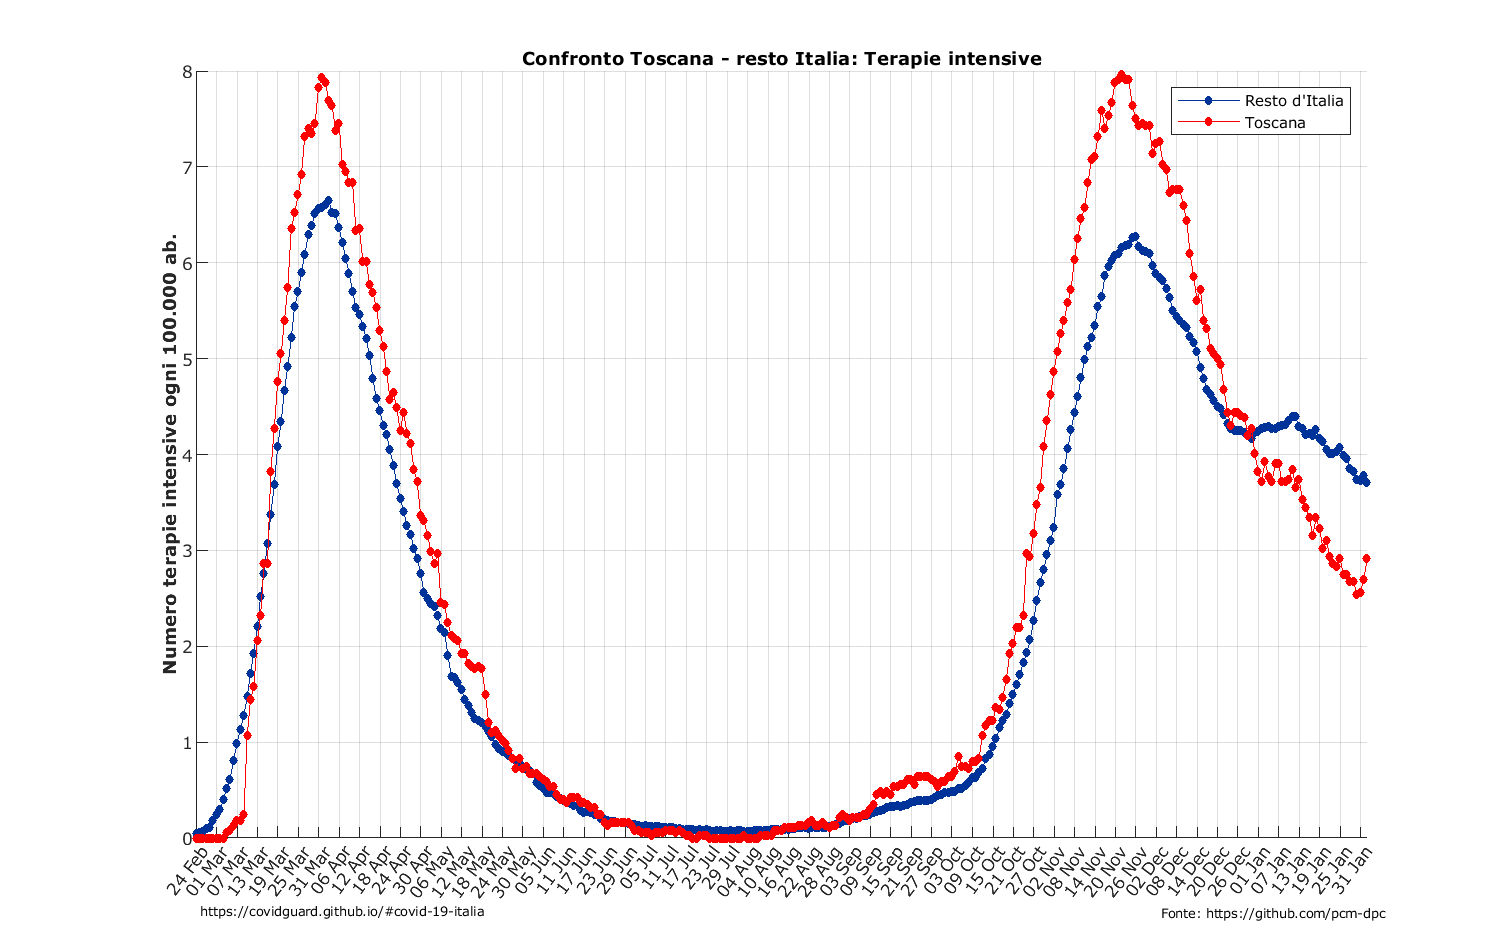 Confronto Toscana - resto Italia: Terapie intensive
Numero terapie intensive ogni 100.000 ab.
8
7
6
5
4
3
2
1
0
Resto d'Italia
Toscana
24 Feb
01 Mar
07 Mar
13 Mar
19 Mar
25 Mar
31 Mar
06 Apr
12 Apr
18 Apr
24 Apr
30 Apr
06 May
12 May
18 May
24 May
30 May
05 Jun
11 Jun
17 Jun
23 Jun
29 Jun
05 Jul
11 Jul
17 Jul
23 Jul
29 Jul
04 Aug
10 Aug
16 Aug
22 Aug
28 Aug
03 Sep
09 Sep
15 Sep
21 Sep
27 Sep
03 Oct
09 Oct
15 Oct
21 Oct
27 Oct
02 Nov
08 Nov
14 Nov
20 Nov
26 Nov
02 Dec
08 Dec
14 Dec
20 Dec
26 Dec
01 Jan
07 Jan
13 Jan
19 Jan
25 Jan
31 Jan
https://covidguard.github.io/#covid-19-italia
Fonte: https://github.com/pcm-dpc